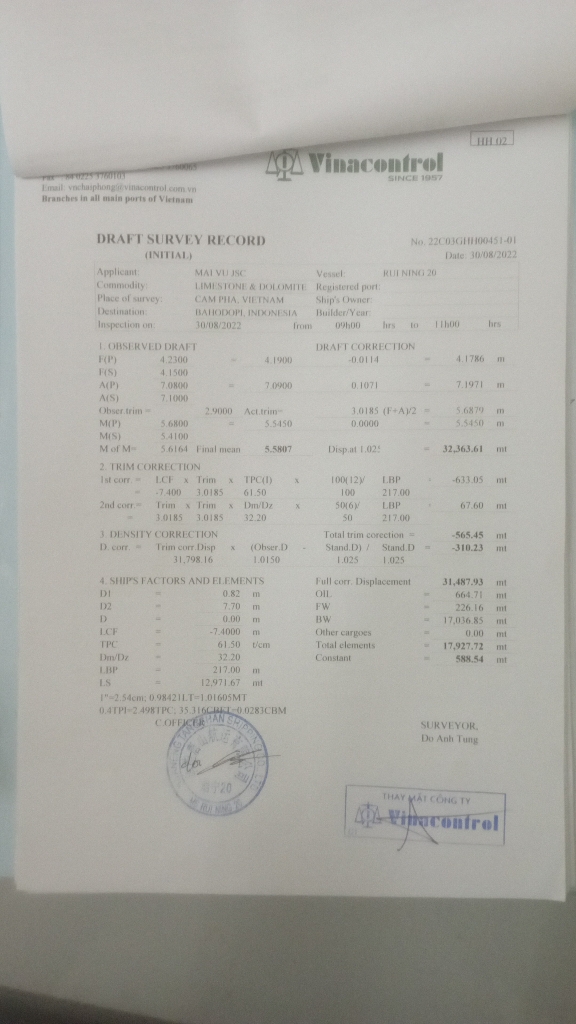 HH 02
Vinacontrol
SINCE 1957
Email: vnchaiphong@vinacontrol.com.vn
Branches in all main ports of Vietnam
DRAFT SURVEY RECORD
(INITIAL)
No. 22C03GHH00451-01
Date: 30/08/2022
Applicant: MAI VU JSC Vessel: RUI NING 20
Commodity: LIMESTONE & DOLOMITE Registered port:
Place of survey: CAM PHA, VIETNAM Ship's Owner:
Destination: BAHODOPI, INDONESIA Builder/Year:
Inspection on: 30/08/2022 from 09h00 hrs to 11h00 hrs
1. OBSERVED DRAFT DRAFT CORRECTION
F(P) 4.2300 = 4.1900 -0.0114 = 4.1786 m
F(S) 4.1500
A(P) 7.0800 = 7.0900 0.1071 = 7.1971 m
A(S) 7.1000
Obser.trim = 2.9000 Act.trim= 3.0185 (F+A)/2 = 5.6879 m
M(P) 5.6800 = 5.5450 0.0000 = 5.5450 m
M(S) 5.4100
M of M= 5.6164 Final mean 5.5807 Disp.at 1.025 = 32,363.61 mt
2. TRIM CORRECTION
1st corr. = LCF x Trim x TPC(I) x 100(12)/ LBP - -633.05 mt
= -7.400 3.0185 61.50 100 217.00
2nd corr= Trim x Trim x Dm/Dz x 50(6)/ LBP - 67.60 mt
= 3.0185 3.0185 32.20 50 217.00
3. DENSITY CORRECTION Total trim corection = -565.45 mt
D. corr. = Trim corr.Disp x (Obser.D - Stand.D) / Stand.D = -310.23 mt
31,798.16 1.0150 1.025 1.025
4. SHIP'S FACTORS AND ELEMENTS Full corr. Displacement 31,487.93 mt
D1 = 0.82 m OIL = 664.71 mt
D2 = 7.70 m FW = 226.16 mt
D = 0.00 m BW = 17,036.85 mt
LCF = -7.4000 m Other cargoes = 0.00 mt
TPC = 61.50 t/cm Total elements = 17,927.72 mt
Dm/Dz = 32.20 Constant = 588.54 mt
LBP = 217.00 m
LS = 12,971.67 mt
1"=2.54cm; 0.98421LT=1.01605MT
0.4TPI=2.498TPC; 35.316CBFT=0.0283CBM
C.OFFICER
SURVEYOR,
Do Anh Tung
THAY MẶT CÔNG TY
Vinacontrol